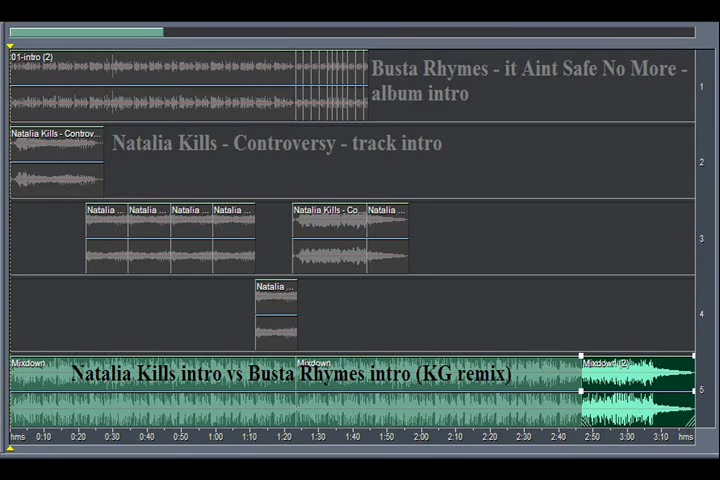 01-intro (2)
Busta Rhymes - it Aint Safe No More -
album intro
1
Natalia Kills - Controv...
Natalia Kills - Controversy - track intro
2
Natalia ... Natalia ... Natalia ... Natalia ... Natalia Kills - Co... Natalia ...
3
Natalia ...
4
Mixdown Mixdown Mixdown (2)
Natalia Kills intro vs Busta Rhymes intro (KG remix)
5
hms 0:10 0:20 0:30 0:40 0:50 1:00 1:10 1:20 1:30 1:40 1:50 2:00 2:10 2:20 2:30 2:40 2:50 3:00 3:10 hms